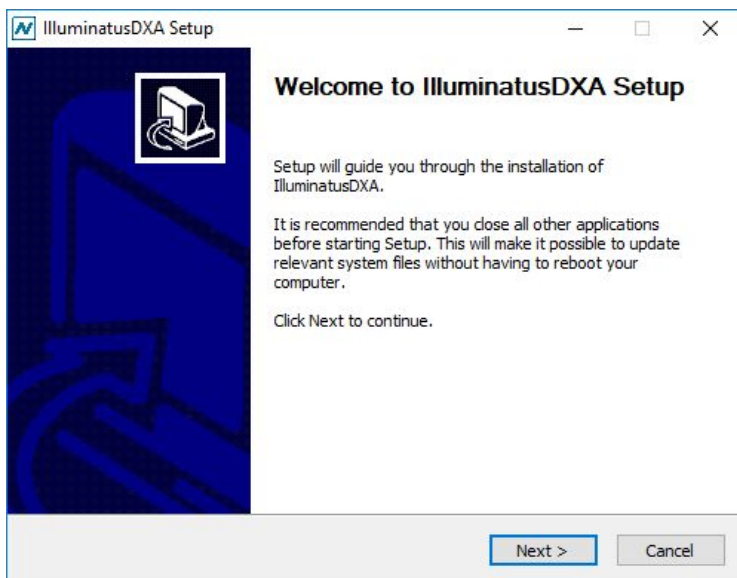 IlluminatusDXA Setup
Welcome to IlluminatusDXA Setup
Setup will guide you through the installation of
IlluminatusDXA.
It is recommended that you close all other applications
before starting Setup. This will make it possible to update
relevant system files without having to reboot your
computer.
Click Next to continue.
Next >
Cancel